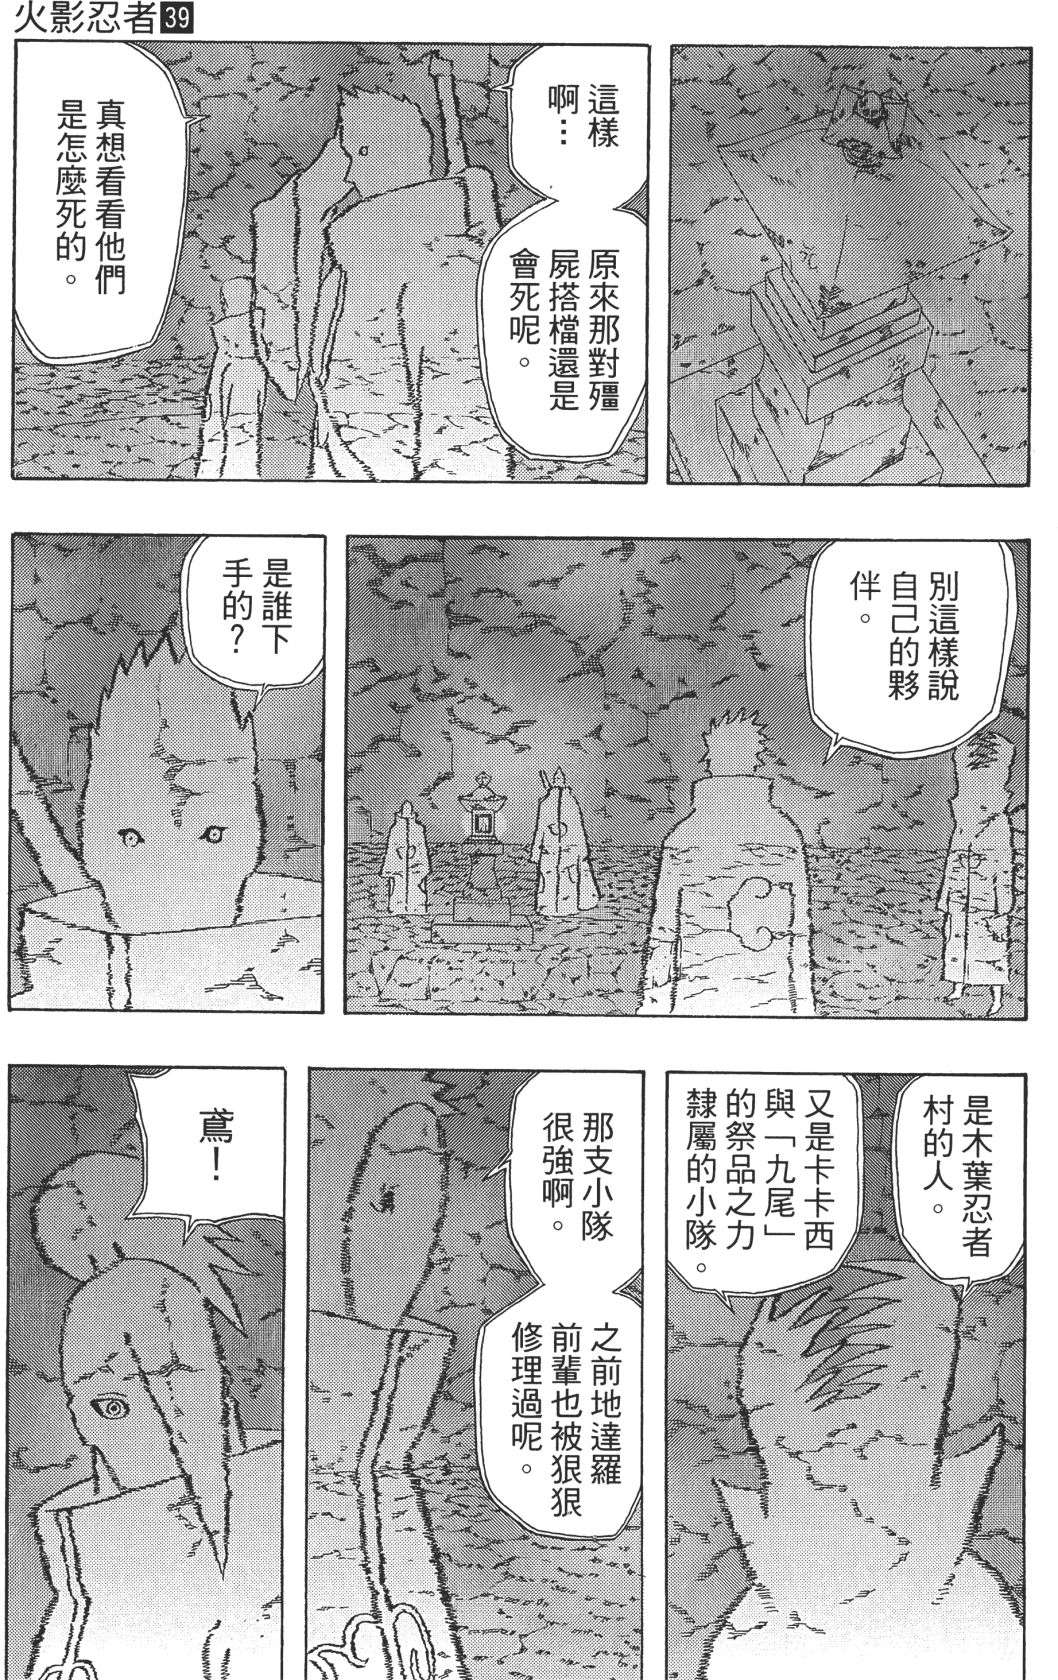 火影忍者39
這樣
啊…
原來那對殭
屍搭檔還是
會死呢。
真想看看他們
是怎麼死的。
別這樣說
自己的夥
伴。
是誰下
手的？
是木葉忍者
村的人。
又是卡卡西
與「九尾」
的祭品之力
隸屬的小隊。
那支小隊
很強啊。
之前地達羅
前輩也被狠狠
修理過呢。
鳶！